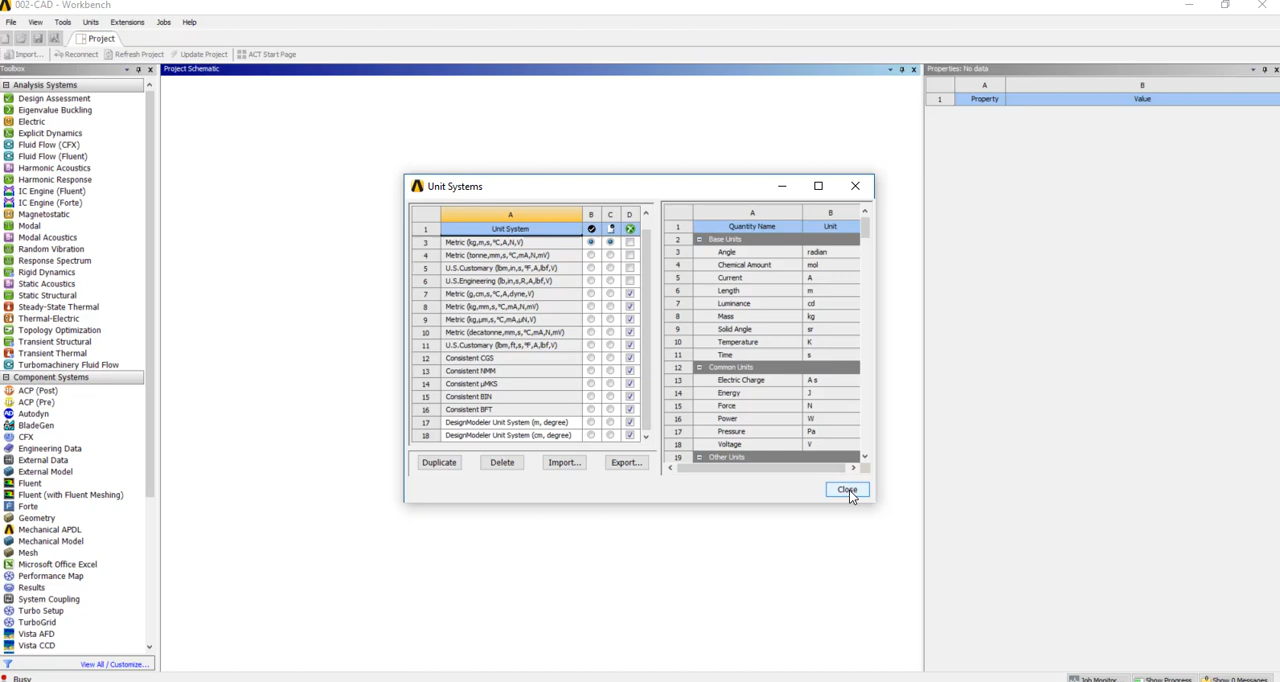 002-CAD - Workbench
File View Tools Units Extensions Jobs Help
Project
Import... Reconnect Refresh Project Update Project ACT Start Page
Toolbox
Analysis Systems
Design Assessment
Eigenvalue Buckling
Electric
Explicit Dynamics
Fluid Flow (CFX)
Fluid Flow (Fluent)
Harmonic Acoustics
Harmonic Response
IC Engine (Fluent)
IC Engine (Forte)
Magnetostatic
Modal
Modal Acoustics
Random Vibration
Response Spectrum
Rigid Dynamics
Static Acoustics
Static Structural
Steady-State Thermal
Thermal-Electric
Topology Optimization
Transient Structural
Transient Thermal
Turbomachinery Fluid Flow
Component Systems
ACP (Post)
ACP (Pre)
Autodyn
BladeGen
CFX
Engineering Data
External Data
External Model
Fluent
Fluent (with Fluent Meshing)
Forte
Geometry
Mechanical APDL
Mechanical Model
Mesh
Microsoft Office Excel
Performance Map
Results
System Coupling
Turbo Setup
TurboGrid
Vista AFD
Vista CCD
View All / Customize...
Busy
Project Schematic
Unit Systems
A B C D
1 Unit System
3 Metric (kg,m,s,°C,A,N,V)
4 Metric (tonne,mm,s,°C,mA,N,mV)
5 U.S.Customary (lbm,in,s,°F,A,lbf,V)
6 U.S.Engineering (lb,in,s,R,A,lbf,V)
7 Metric (g,cm,s,°C,A,dyne,V)
8 Metric (kg,mm,s,°C,mA,N,mV)
9 Metric (kg,µm,s,°C,mA,µN,V)
10 Metric (decatonne,mm,s,°C,mA,N,mV)
11 U.S.Customary (lbm,ft,s,°F,A,lbf,V)
12 Consistent CGS
13 Consistent NMM
14 Consistent µMKS
15 Consistent BIN
16 Consistent BFT
17 DesignModeler Unit System (m, degree)
18 DesignModeler Unit System (cm, degree)
Duplicate Delete Import... Export...
A B
1 Quantity Name Unit
2 Base Units
3 Angle radian
4 Chemical Amount mol
5 Current A
6 Length m
7 Luminance cd
8 Mass kg
9 Solid Angle sr
10 Temperature K
11 Time s
12 Common Units
13 Electric Charge A s
14 Energy J
15 Force N
16 Power W
17 Pressure Pa
18 Voltage V
19 Other Units
Close
Properties: No data
A B
1 Property Value
Job Monitor... Show Progress Show 0 Messages